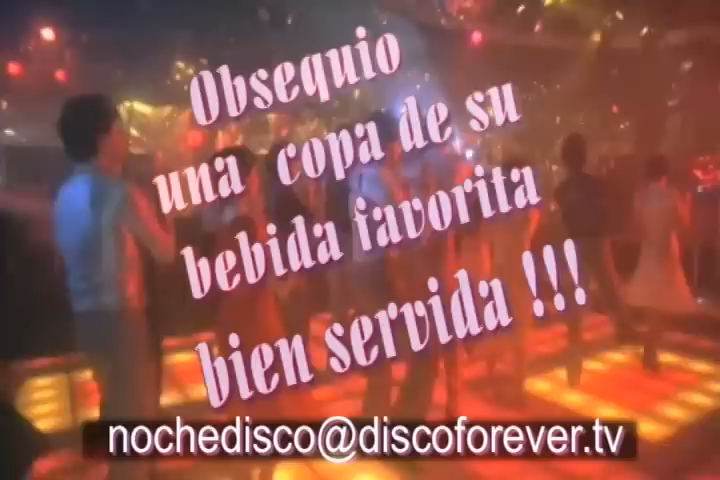 Obsequio
una copa de su
bebida favorita
bien servida !!!
nochedisco@discoforever.tv